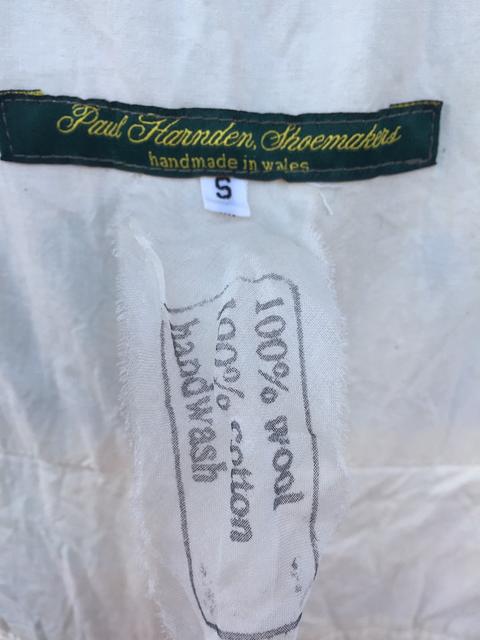 Paul Harnden, Shoemakers
handmade in wales
S
100% wool
100% cotton
handwash